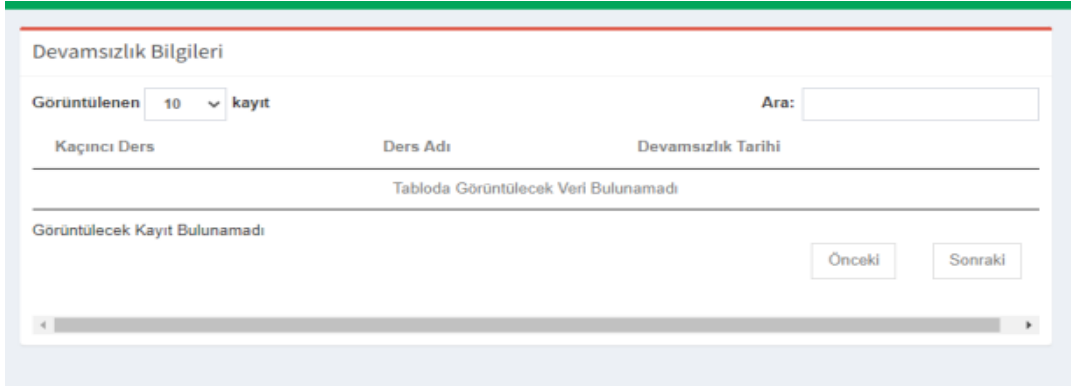 Devamsızlık Bilgileri
Görüntülenen 10 kayıt Ara:
Kaçıncı Ders Ders Adı Devamsızlık Tarihi
Tabloda Görüntülecek Veri Bulunamadı
Görüntülecek Kayıt Bulunamadı
Önceki Sonraki